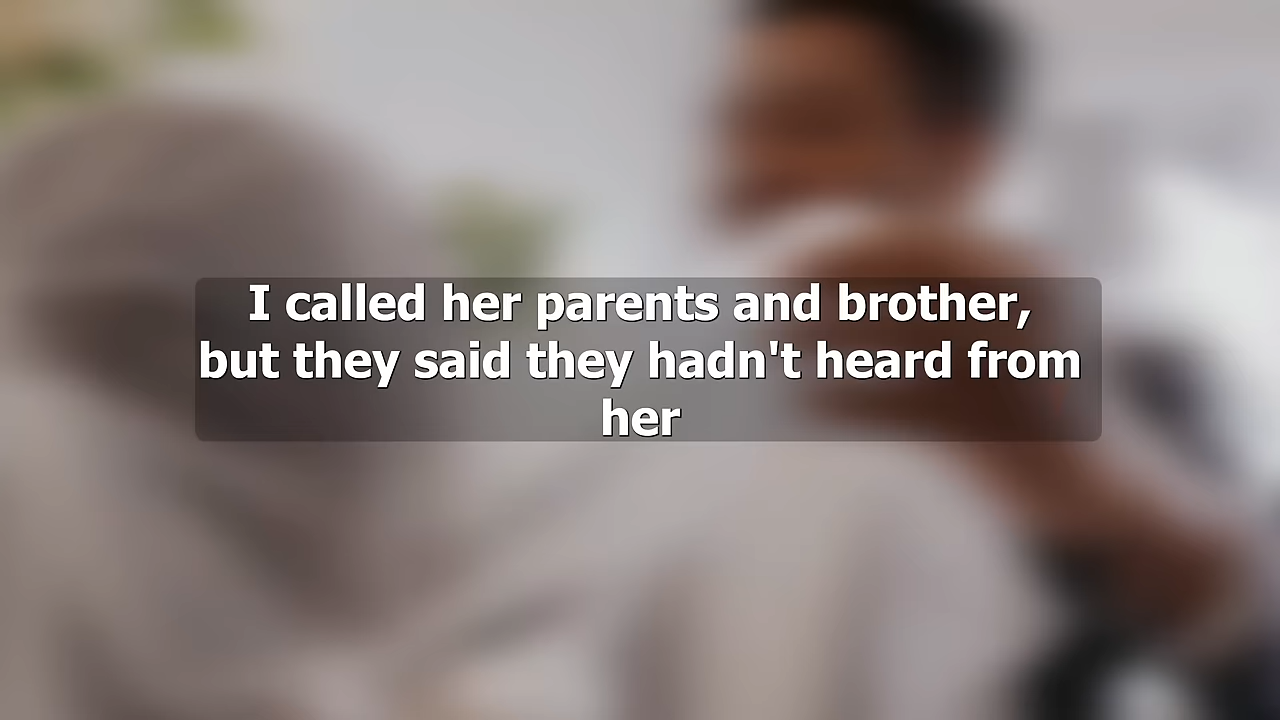 I called her parents and brother,
but they said they hadn't heard from
her